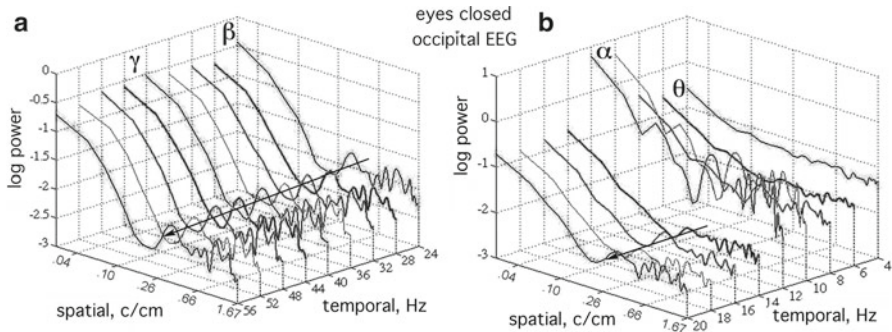 a
eyes closed
occipital EEG
b
β
γ
0
-0.5
-1
-1.5
-2
-2.5
-3
log power
.04
.10
.26
.66
1.67
spatial, c/cm
56
52
48
44
40
36
32
28
24
temporal, Hz
α
θ
1
0
-1
-2
-3
log power
.04
.10
.26
.66
1.67
spatial, c/cm
20
18
16
14
12
10
8
6
4
temporal, Hz